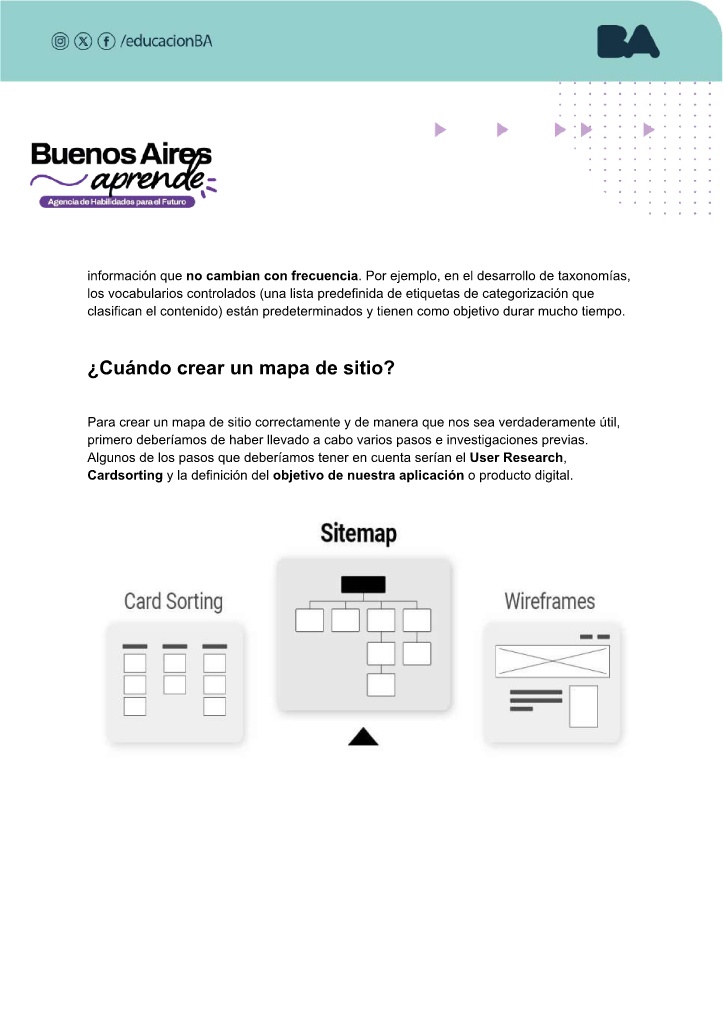 /educacionBA
BA
Buenos Aires
aprende
Agencia de Habilidades para el Futuro
información que no cambian con frecuencia. Por ejemplo, en el desarrollo de taxonomías,
los vocabularios controlados (una lista predefinida de etiquetas de categorización que
clasifican el contenido) están predeterminados y tienen como objetivo durar mucho tiempo.
¿Cuándo crear un mapa de sitio?
Para crear un mapa de sitio correctamente y de manera que nos sea verdaderamente útil,
primero deberíamos de haber llevado a cabo varios pasos e investigaciones previas.
Algunos de los pasos que deberíamos tener en cuenta serían el User Research,
Cardsorting y la definición del objetivo de nuestra aplicación o producto digital.
Sitemap
Card Sorting
Wireframes